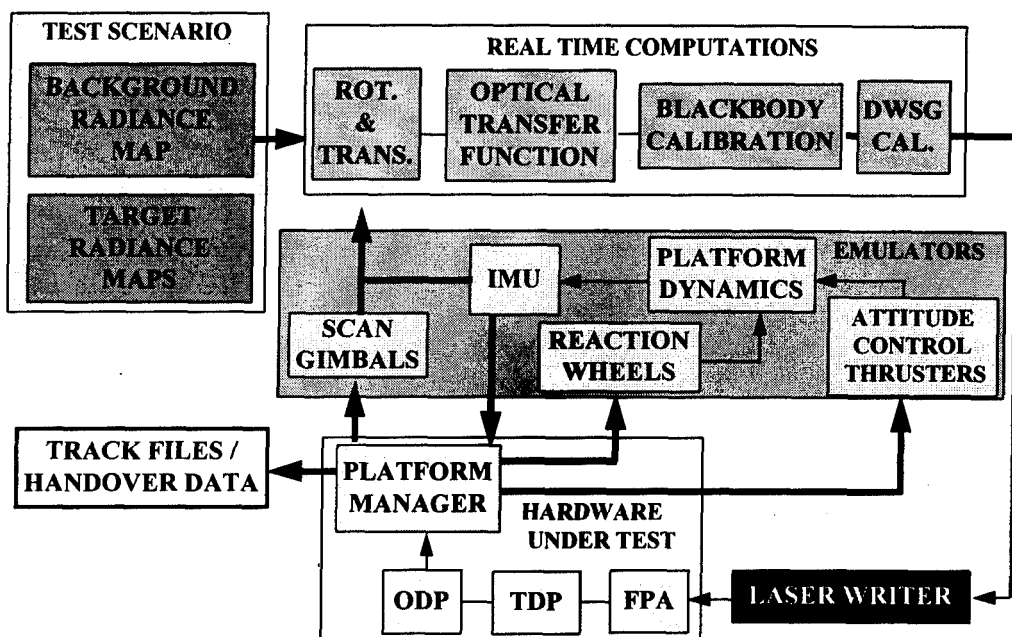 TEST SCENARIO
BACKGROUND
RADIANCE
MAP
TARGET
RADIANCE
MAPS
REAL TIME COMPUTATIONS
ROT.
&
TRANS.
OPTICAL
TRANSFER
FUNCTION
BLACKBODY
CALIBRATION
DWSG
CAL.
EMULATORS
IMU
PLATFORM
DYNAMICS
SCAN
GIMBALS
REACTION
WHEELS
ATTITUDE
CONTROL
THRUSTERS
TRACK FILES /
HANDOVER DATA
PLATFORM
MANAGER
HARDWARE
UNDER TEST
ODP
TDP
FPA
LASER WRITER